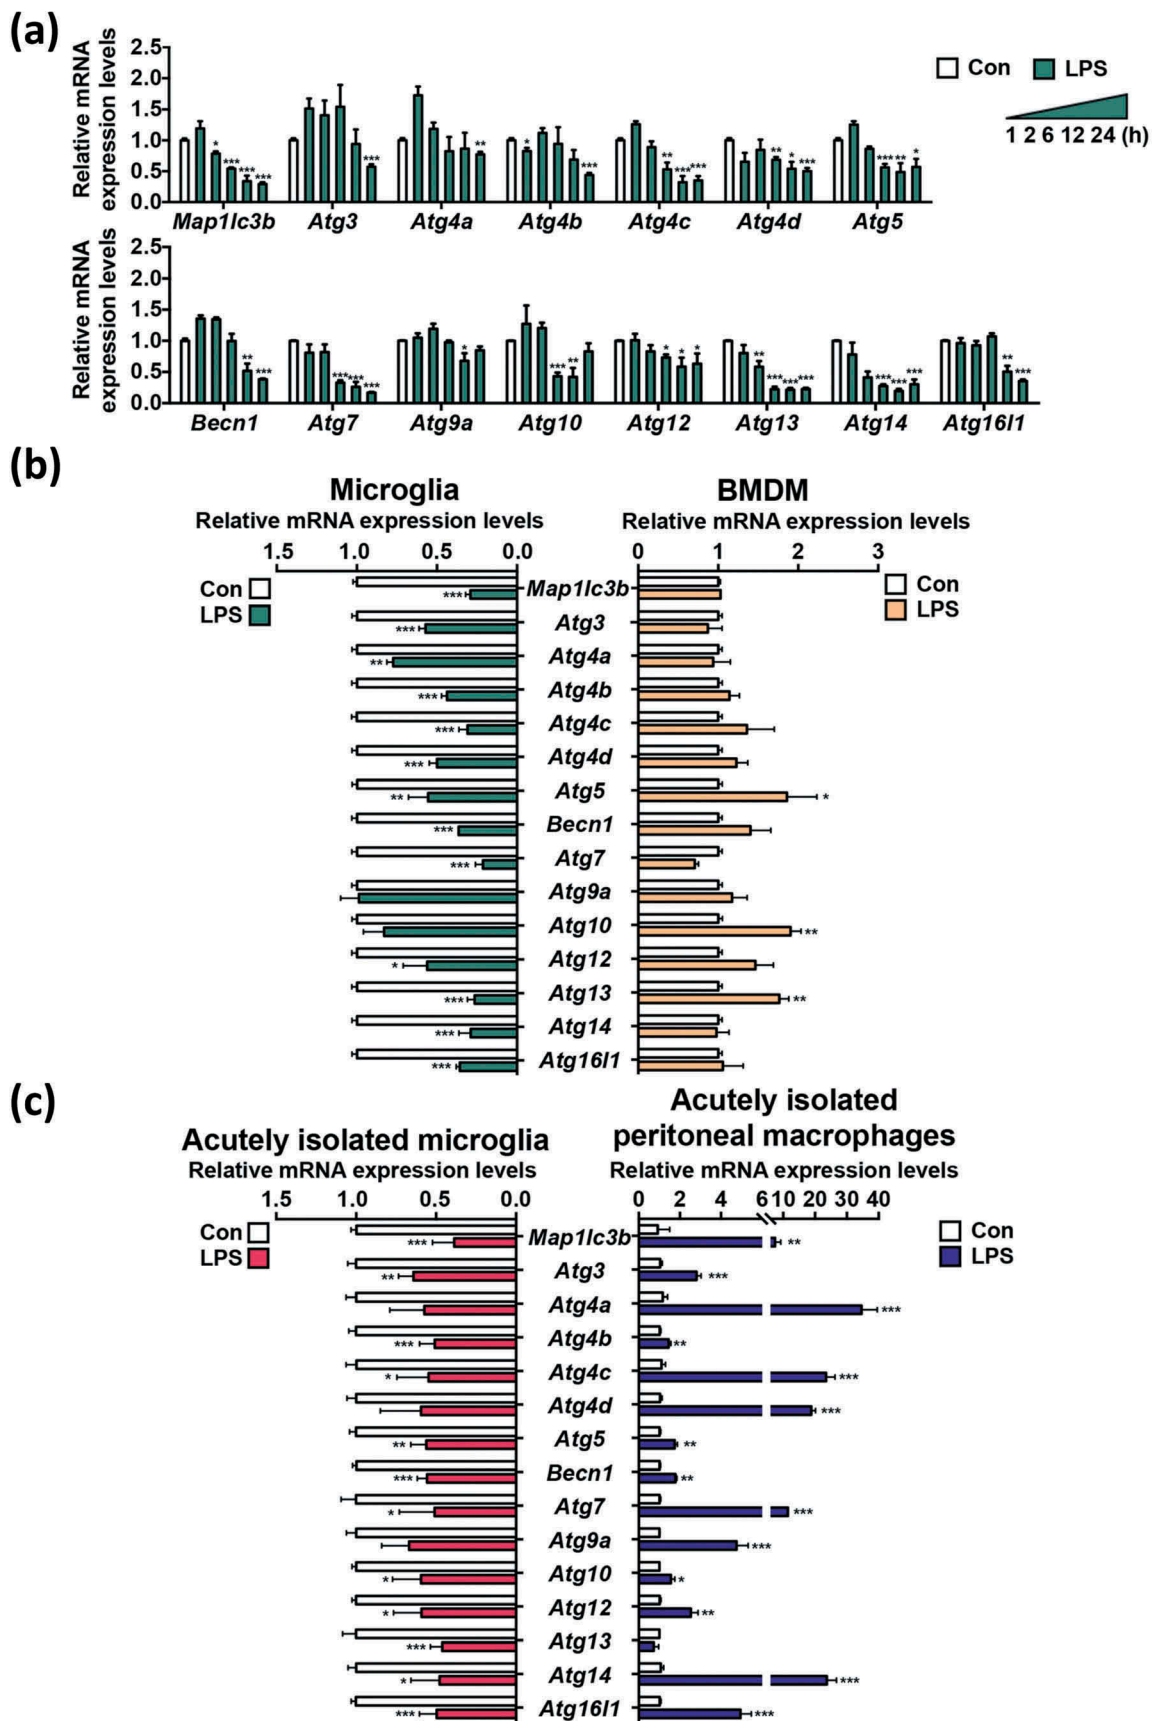 (a)
Relative mRNA
expression levels
2.5
2.0
1.5
1.0
0.5
0.0
* *** *** *** *** ** * *** ** *** *** ** * *** *** ** *
Map1lc3b Atg3 Atg4a Atg4b Atg4c Atg4d Atg5
Con LPS
1 2 6 12 24 (h)
Relative mRNA
expression levels
2.5
2.0
1.5
1.0
0.5
0.0
** *** *** *** *** * *** ** * * * ** *** *** *** *** *** *** ** ***
Becn1 Atg7 Atg9a Atg10 Atg12 Atg13 Atg14 Atg16l1
(b)
Microglia BMDM
Relative mRNA expression levels Relative mRNA expression levels
1.5 1.0 0.5 0.0 0 1 2 3
Con Con
LPS LPS
*** Map1lc3b
*** Atg3
** Atg4a
*** Atg4b
*** Atg4c
*** Atg4d
** Atg5 *
*** Becn1
*** Atg7
Atg9a
Atg10 **
* Atg12
*** Atg13 **
*** Atg14
*** Atg16l1
(c)
Acutely isolated microglia
Relative mRNA expression levels
Acutely isolated
peritoneal macrophages
Relative mRNA expression levels
1.5 1.0 0.5 0.0 0 2 4 6 10 20 30 40
Con Con
LPS LPS
*** Map1lc3b **
** Atg3 ***
Atg4a ***
*** Atg4b **
* Atg4c ***
Atg4d ***
** Atg5 **
*** Becn1 **
* Atg7 ***
Atg9a ***
* Atg10 *
* Atg12 **
*** Atg13
* Atg14 ***
*** Atg16l1 ***